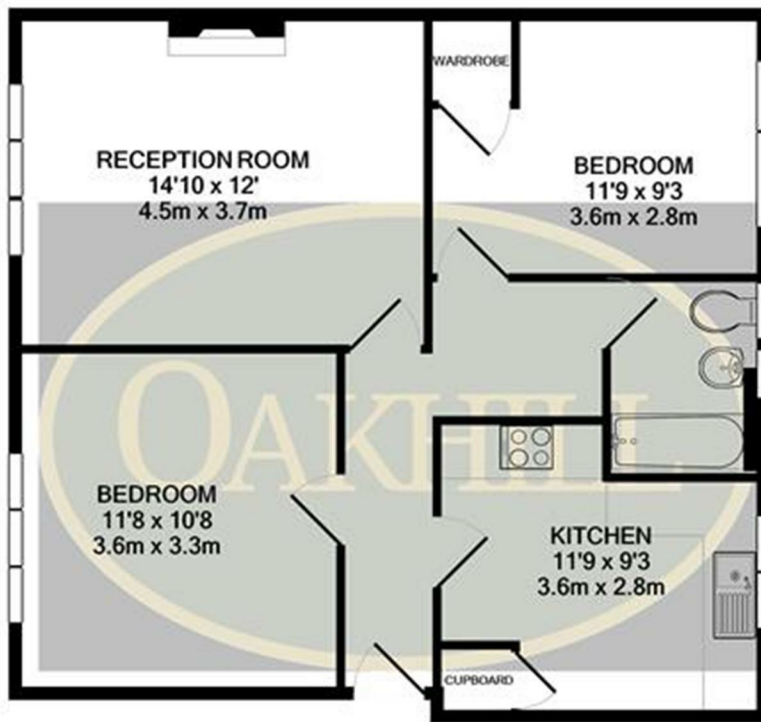 RECEPTION ROOM
14'10 x 12'
4.5m x 3.7m
WARDROBE
BEDROOM
11'9 x 9'3
3.6m x 2.8m
OAKHILL
BEDROOM
11'8 x 10'8
3.6m x 3.3m
KITCHEN
11'9 x 9'3
3.6m x 2.8m
CUPBOARD